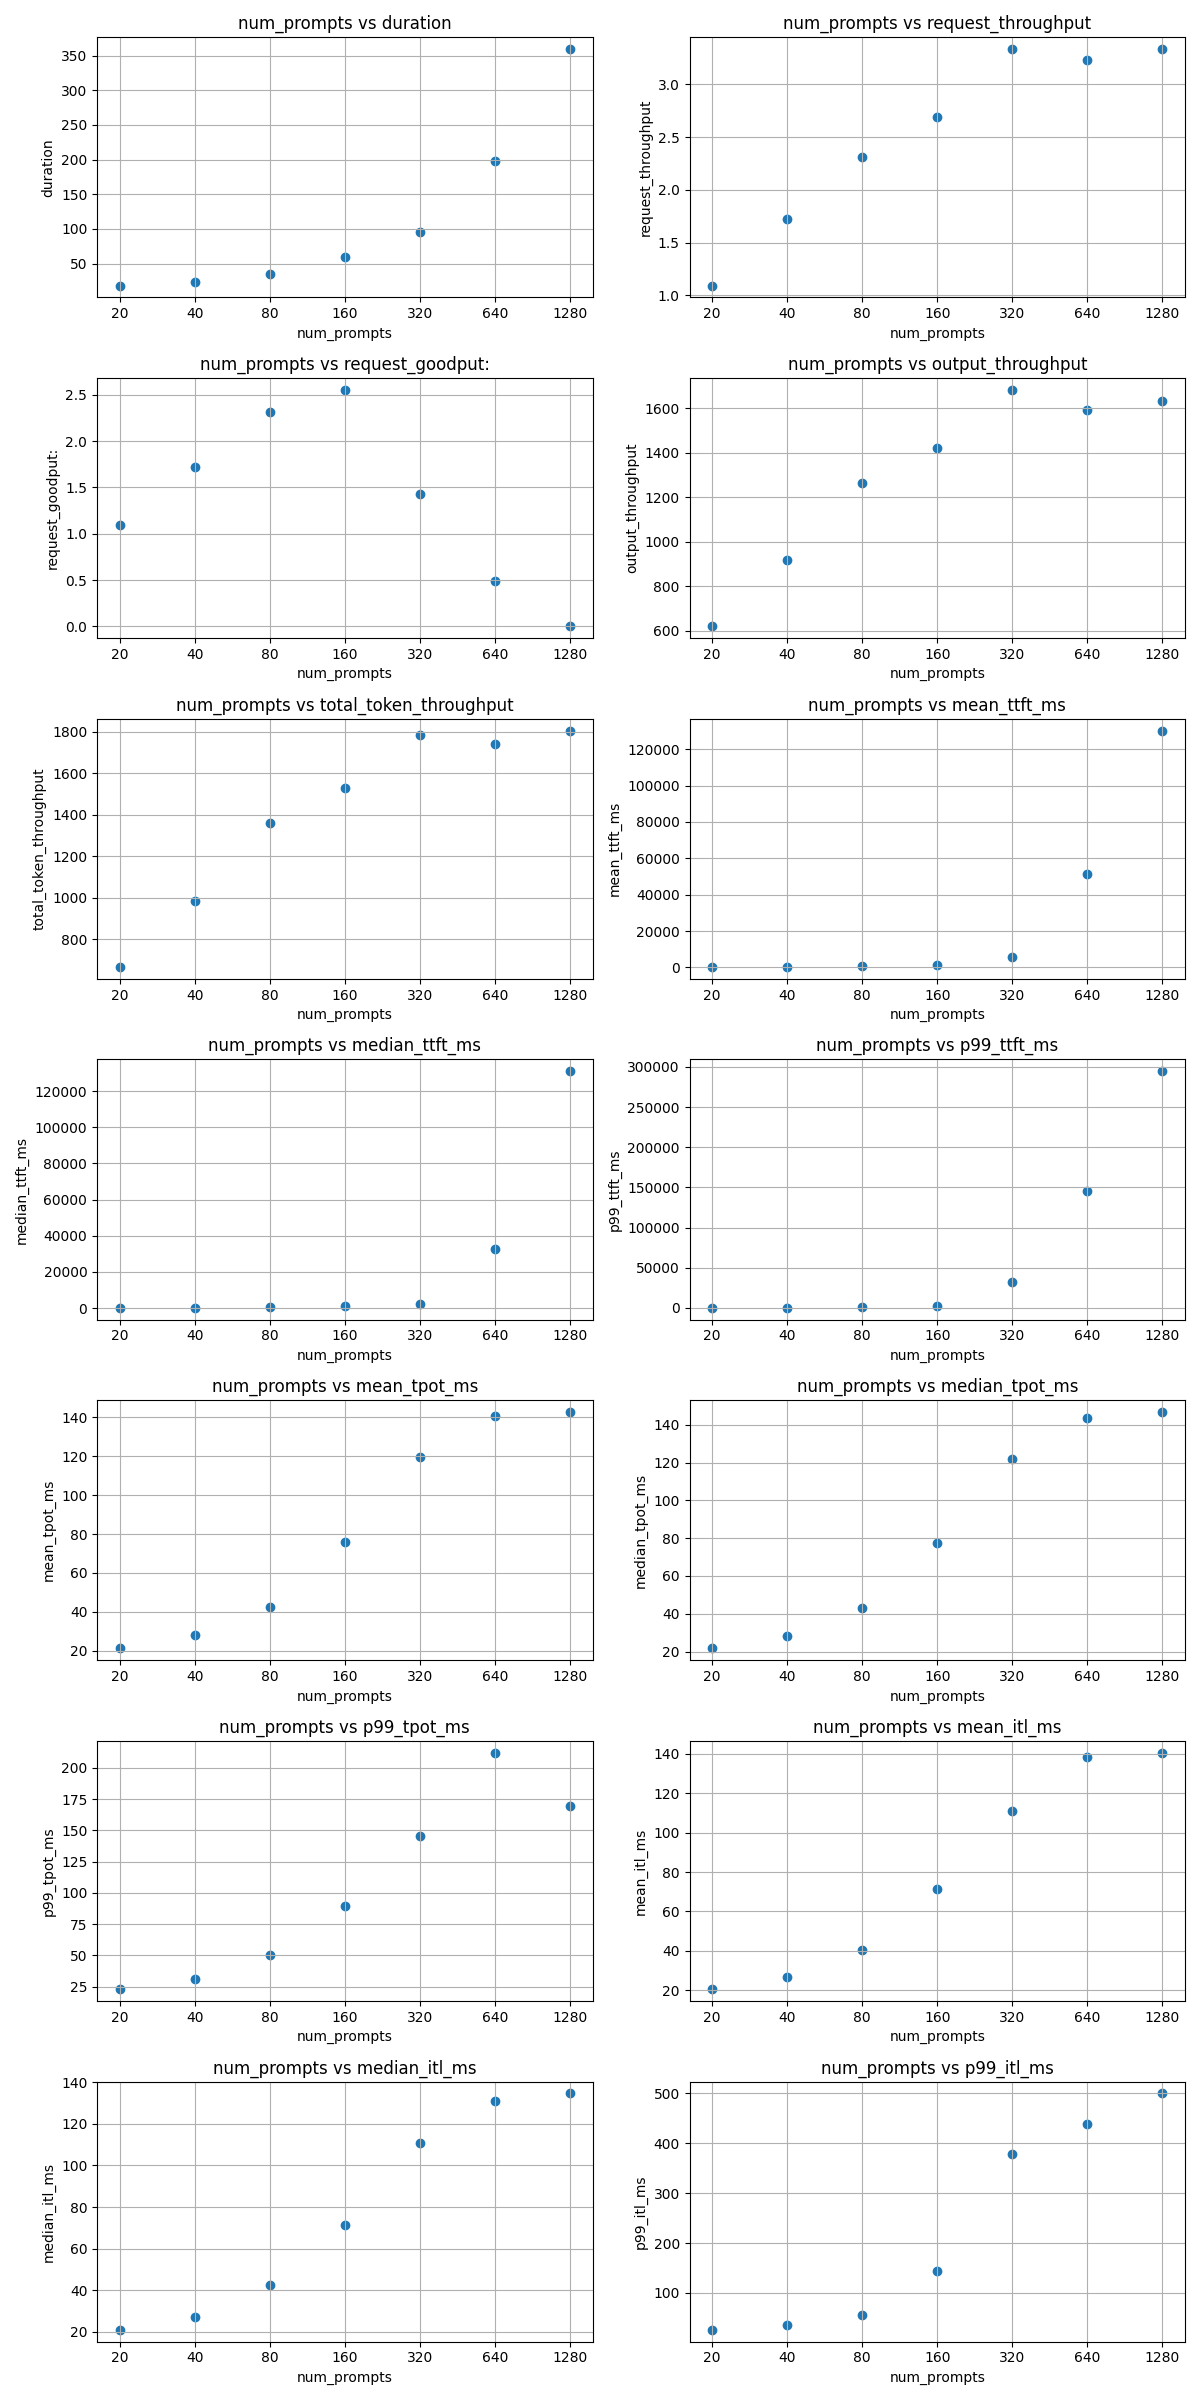 num_prompts vs duration
duration
350
300
250
200
150
100
50
20 40 80 160 320 640 1280
num_prompts
num_prompts vs request_throughput
request_throughput
3.0
2.5
2.0
1.5
1.0
20 40 80 160 320 640 1280
num_prompts
num_prompts vs request_goodput:
request_goodput:
2.5
2.0
1.5
1.0
0.5
0.0
20 40 80 160 320 640 1280
num_prompts
num_prompts vs output_throughput
output_throughput
1600
1400
1200
1000
800
600
20 40 80 160 320 640 1280
num_prompts
num_prompts vs total_token_throughput
total_token_throughput
1800
1600
1400
1200
1000
800
20 40 80 160 320 640 1280
num_prompts
num_prompts vs mean_ttft_ms
mean_ttft_ms
120000
100000
80000
60000
40000
20000
0
20 40 80 160 320 640 1280
num_prompts
num_prompts vs median_ttft_ms
median_ttft_ms
120000
100000
80000
60000
40000
20000
0
20 40 80 160 320 640 1280
num_prompts
num_prompts vs p99_ttft_ms
p99_ttft_ms
300000
250000
200000
150000
100000
50000
0
20 40 80 160 320 640 1280
num_prompts
num_prompts vs mean_tpot_ms
mean_tpot_ms
140
120
100
80
60
40
20
20 40 80 160 320 640 1280
num_prompts
num_prompts vs median_tpot_ms
median_tpot_ms
140
120
100
80
60
40
20
20 40 80 160 320 640 1280
num_prompts
num_prompts vs p99_tpot_ms
p99_tpot_ms
200
175
150
125
100
75
50
25
20 40 80 160 320 640 1280
num_prompts
num_prompts vs mean_itl_ms
mean_itl_ms
140
120
100
80
60
40
20
20 40 80 160 320 640 1280
num_prompts
num_prompts vs median_itl_ms
median_itl_ms
140
120
100
80
60
40
20
20 40 80 160 320 640 1280
num_prompts
num_prompts vs p99_itl_ms
p99_itl_ms
500
400
300
200
100
20 40 80 160 320 640 1280
num_prompts